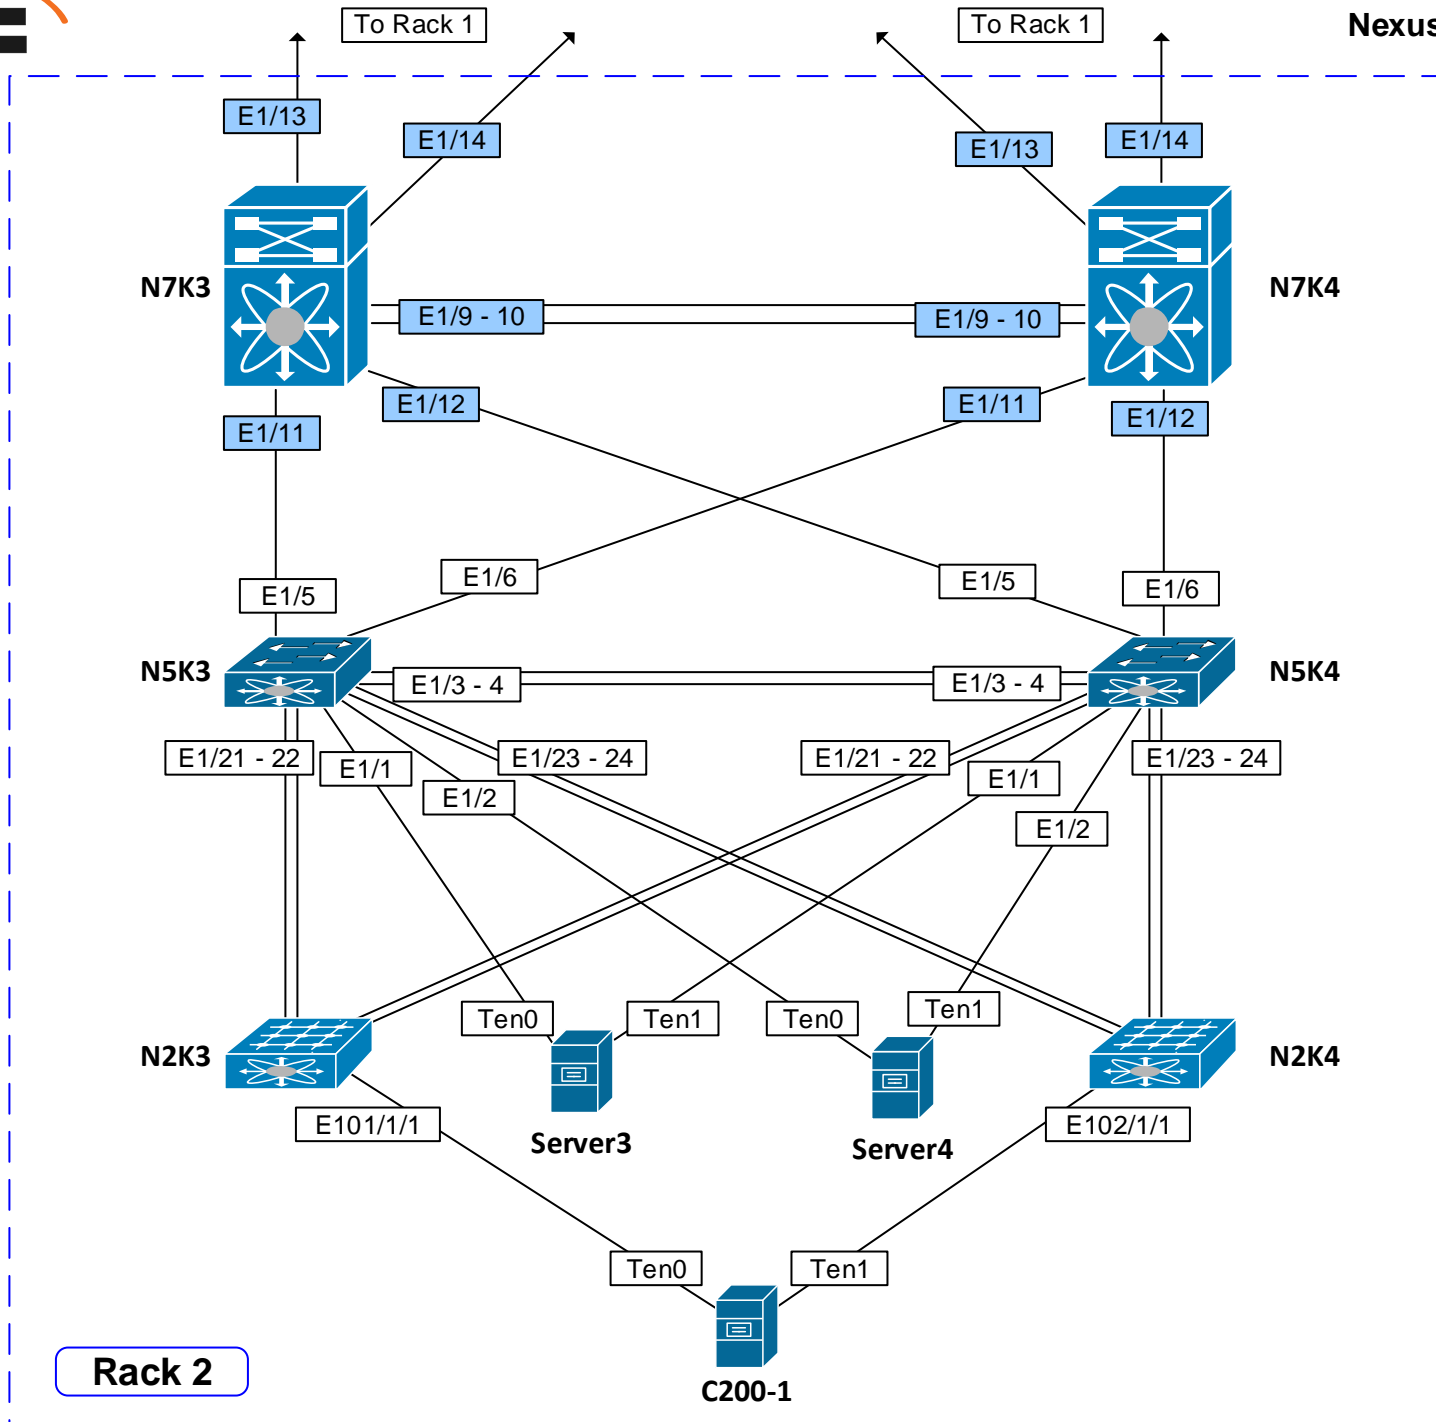 To Rack 1
To Rack 1
E1/13
E1/14
E1/13
E1/14
N7K3
N7K4
E1/9 - 10
E1/9 - 10
E1/12
E1/11
E1/11
E1/12
E1/6
E1/5
E1/5
E1/6
N5K3
E1/3 - 4
E1/3 - 4
N5K4
E1/21 - 22
E1/1
E1/23 - 24
E1/21 - 22
E1/1
E1/23 - 24
E1/2
E1/2
Ten0
Ten1
Ten0
Ten1
N2K3
N2K4
E101/1/1
Server3
Server4
E102/1/1
Ten0
Ten1
Rack 2
C200-1